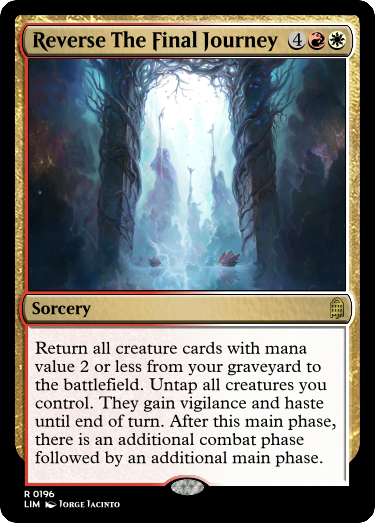 Reverse The Final Journey 4
Sorcery
Return all creature cards with mana
value 2 or less from your graveyard to
the battlefield. Untap all creatures you
control. They gain vigilance and haste
until end of turn. After this main phase,
there is an additional combat phase
followed by an additional main phase.
R 0196
LIM Jorge Jacinto